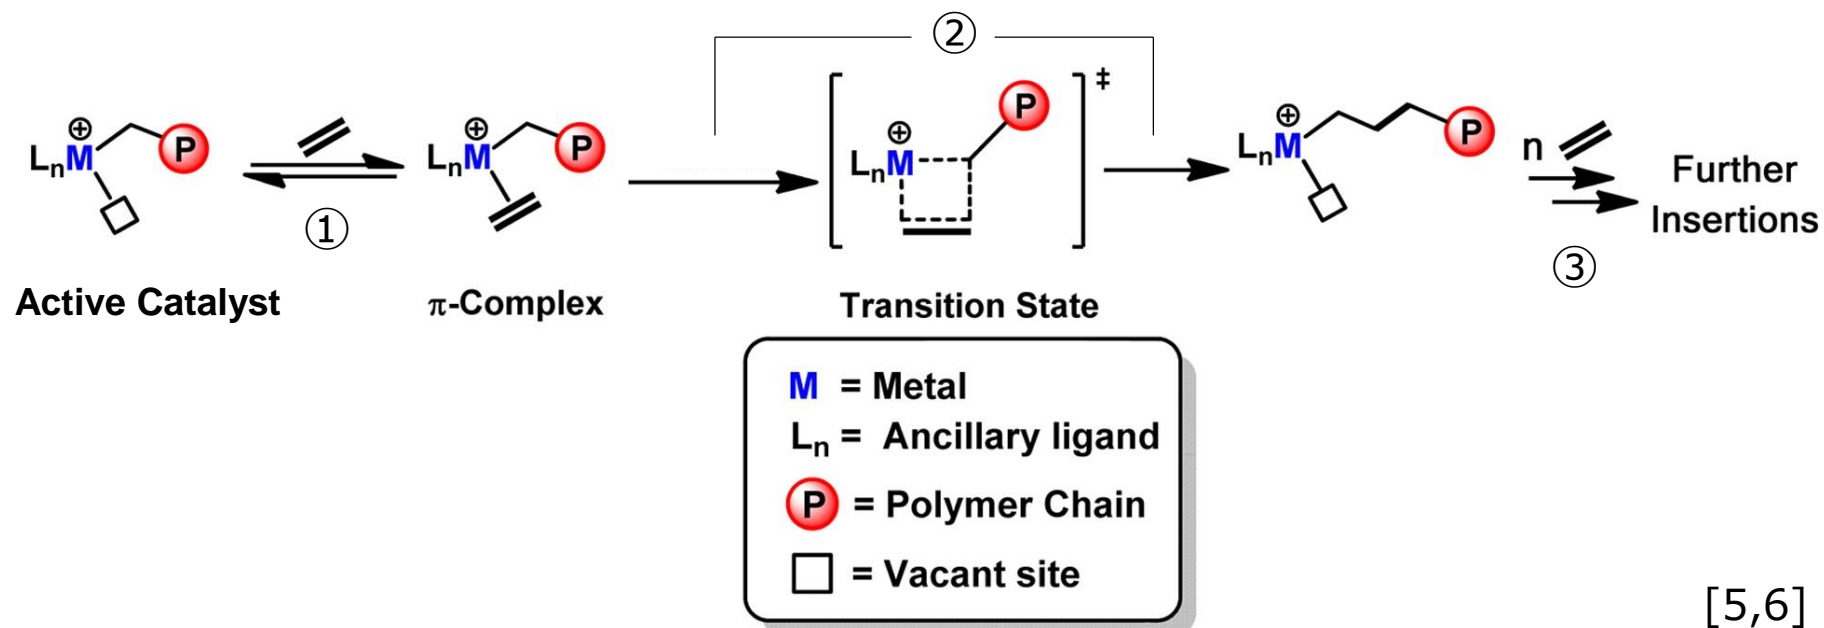 ②
‡
⊕
LnM
P
①
Active Catalyst
⊕
LnM
P
π-Complex
⊕
LnM
P
Transition State
⊕
LnM
P
n
③
Further
Insertions
M = Metal
Ln = Ancillary ligand
P = Polymer Chain
= Vacant site
[5,6]